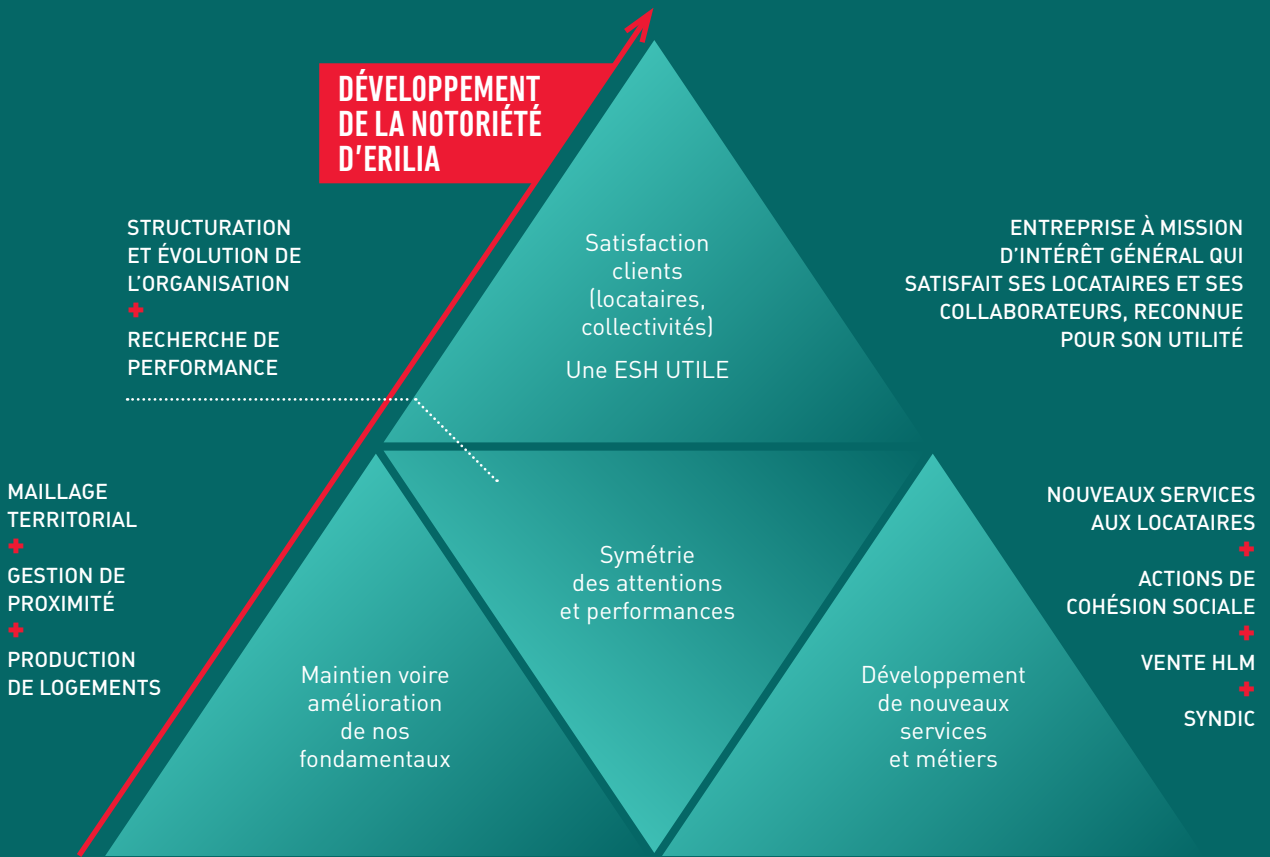 DÉVELOPPEMENT
DE LA NOTORIÉTÉ
D'ERILIA
STRUCTURATION
ET ÉVOLUTION DE
L'ORGANISATION
+
RECHERCHE DE
PERFORMANCE
Satisfaction
clients
(locataires,
collectivités)
Une ESH UTILE
ENTREPRISE À MISSION
D'INTÉRÊT GÉNÉRAL QUI
SATISFAIT SES LOCATAIRES ET SES
COLLABORATEURS, RECONNUE
POUR SON UTILITÉ
MAILLAGE
TERRITORIAL
+
GESTION DE
PROXIMITÉ
+
PRODUCTION
DE LOGEMENTS
Maintien voire
amélioration
de nos
fondamentaux
Symétrie
des attentions
et performances
Développement
de nouveaux
services
et métiers
NOUVEAUX SERVICES
AUX LOCATAIRES
+
ACTIONS DE
COHÉSION SOCIALE
+
VENTE HLM
+
SYNDIC